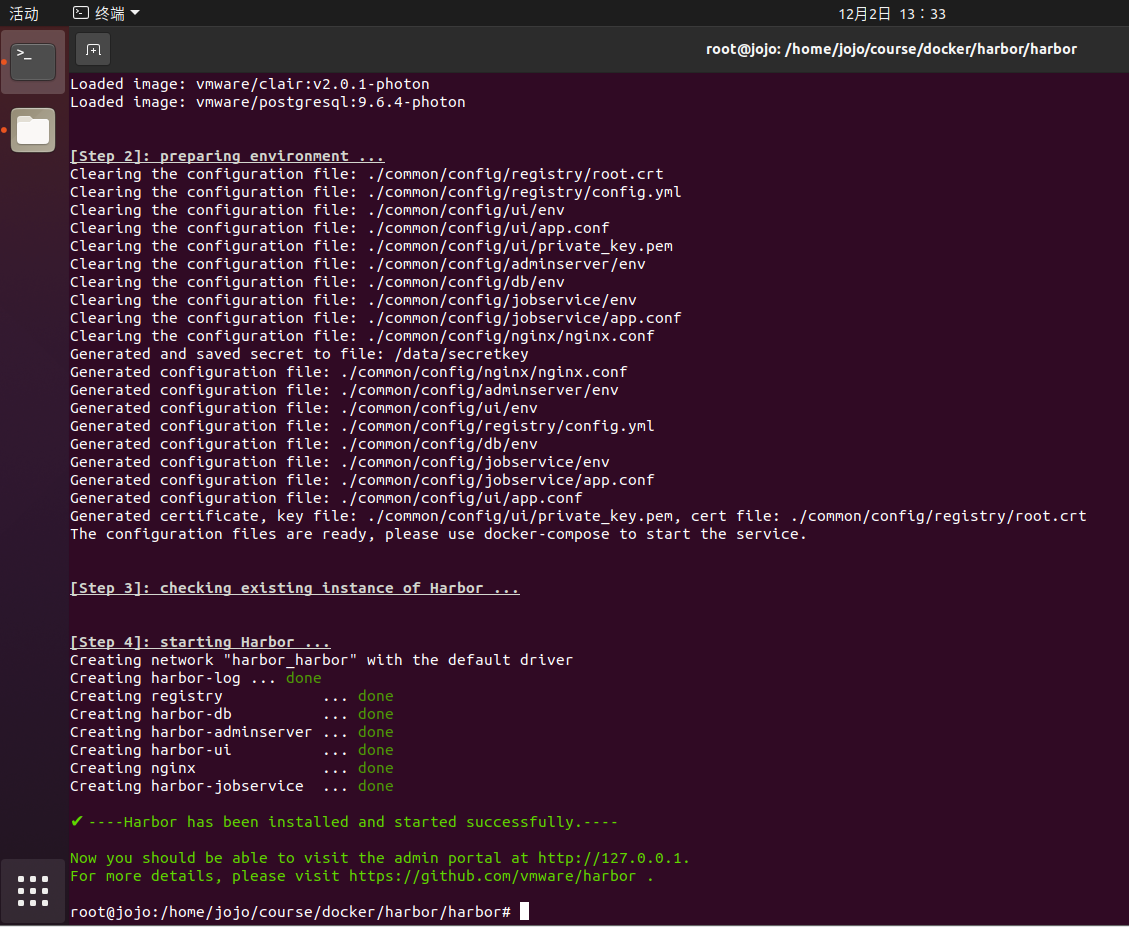 活动
终端
12月2日 13：33
root@jojo: /home/jojo/course/docker/harbor/harbor
Loaded image: vmware/clair:v2.0.1-photon
Loaded image: vmware/postgresql:9.6.4-photon
[Step 2]: preparing environment ...
Clearing the configuration file: ./common/config/registry/root.crt
Clearing the configuration file: ./common/config/registry/config.yml
Clearing the configuration file: ./common/config/ui/env
Clearing the configuration file: ./common/config/ui/app.conf
Clearing the configuration file: ./common/config/ui/private_key.pem
Clearing the configuration file: ./common/config/adminserver/env
Clearing the configuration file: ./common/config/db/env
Clearing the configuration file: ./common/config/jobservice/env
Clearing the configuration file: ./common/config/jobservice/app.conf
Clearing the configuration file: ./common/config/nginx/nginx.conf
Generated and saved secret to file: /data/secretkey
Generated configuration file: ./common/config/nginx/nginx.conf
Generated configuration file: ./common/config/adminserver/env
Generated configuration file: ./common/config/ui/env
Generated configuration file: ./common/config/registry/config.yml
Generated configuration file: ./common/config/db/env
Generated configuration file: ./common/config/jobservice/env
Generated configuration file: ./common/config/jobservice/app.conf
Generated configuration file: ./common/config/ui/app.conf
Generated certificate, key file: ./common/config/ui/private_key.pem, cert file: ./common/config/registry/root.crt
The configuration files are ready, please use docker-compose to start the service.
[Step 3]: checking existing instance of Harbor ...
[Step 4]: starting Harbor ...
Creating network "harbor_harbor" with the default driver
Creating harbor-log ... done
Creating registry           ... done
Creating harbor-db          ... done
Creating harbor-adminserver ... done
Creating harbor-ui          ... done
Creating nginx              ... done
Creating harbor-jobservice  ... done
✔ ----Harbor has been installed and started successfully.----
Now you should be able to visit the admin portal at http://127.0.0.1.
For more details, please visit https://github.com/vmware/harbor .
root@jojo:/home/jojo/course/docker/harbor/harbor#